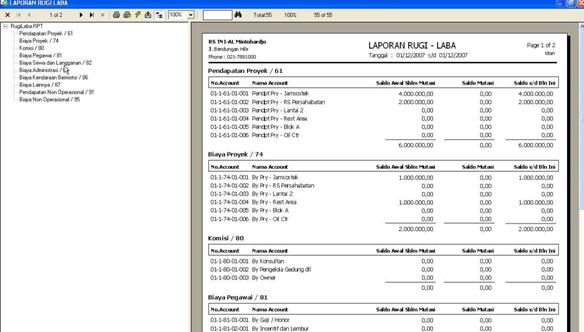 LAPORAN RUGI LABA
1 of 2 100% Total:55 100% 55 of 55
RugiLaba.RPT
Pendapatan Proyek / 61
Biaya Proyek / 74
Komisi / 80
Biaya Pegawai / 81
Biaya Sewa dan Langganan / 82
Biaya Administrasi /
Biaya Kendaraan Bermotor / 86
Biaya Lainnya / 87
Pendapatan Non Operasional / 91
Biaya Non Operasional / 95
RS TNI-AL Mintohardjo
Jl. Bendungan Hilir
Phone : 021-7881000
LAPORAN RUGI - LABA
Tanggal : 01/12/2007 s/d 01/12/2007
Page 1 of 2
titan
Pendapatan Proyek / 61
No.Account Nama Account Saldo Awal Sblm Mutasi Saldo Mutasi Saldo s/d Bln Ini
01-1-61-01-001 Pendpt Pry - Jamsostek 4.000.000,00 0,00 4.000.000,00
01-1-61-01-002 Pendpt Pry - RS Persahabatan 2.000.000,00 0,00 2.000.000,00
01-1-61-01-003 Pendpt Pry - Lantai 2 0,00 0,00 0,00
01-1-61-01-004 Pendpt Pry - Rest Area 0,00 0,00 0,00
01-1-61-01-005 Pendpt Pry - Blok A 0,00 0,00 0,00
01-1-61-01-006 Pendpt Pry - Oil Ctr 0,00 0,00 0,00
6.000.000,00 0,00 6.000.000,00
Biaya Proyek / 74
No.Account Nama Account Saldo Awal Sblm Mutasi Saldo Mutasi Saldo s/d Bln Ini
01-1-74-01-001 By Pry - Jamsostek 1.000.000,00 0,00 1.000.000,00
01-1-74-01-002 By Pry - RS Persahabatan 0,00 0,00 0,00
01-1-74-01-003 By Pry - Lantai 2 0,00 0,00 0,00
01-1-74-01-004 By Pry - Rest Area 1.000.000,00 0,00 1.000.000,00
01-1-74-01-005 By Pry - Blok A 0,00 0,00 0,00
01-1-74-01-006 By Pry - Oil Ctr 0,00 0,00 0,00
2.000.000,00 0,00 2.000.000,00
Komisi / 80
No.Account Nama Account Saldo Awal Sblm Mutasi Saldo Mutasi Saldo s/d Bln Ini
01-1-80-01-001 By Konsultan 0,00 0,00 0,00
01-1-80-01-002 By Pengelola Gedung dll 0,00 0,00 0,00
01-1-80-01-003 By Owner 0,00 0,00 0,00
0,00 0,00 0,00
Biaya Pegawai / 81
No.Account Nama Account Saldo Awal Sblm Mutasi Saldo Mutasi Saldo s/d Bln Ini
01-1-81-01-001 By Gaji / Honor 0,00 0,00 0,00
01-1-81-02-001 By Insentif dan Lembur 0,00 0,00 0,00